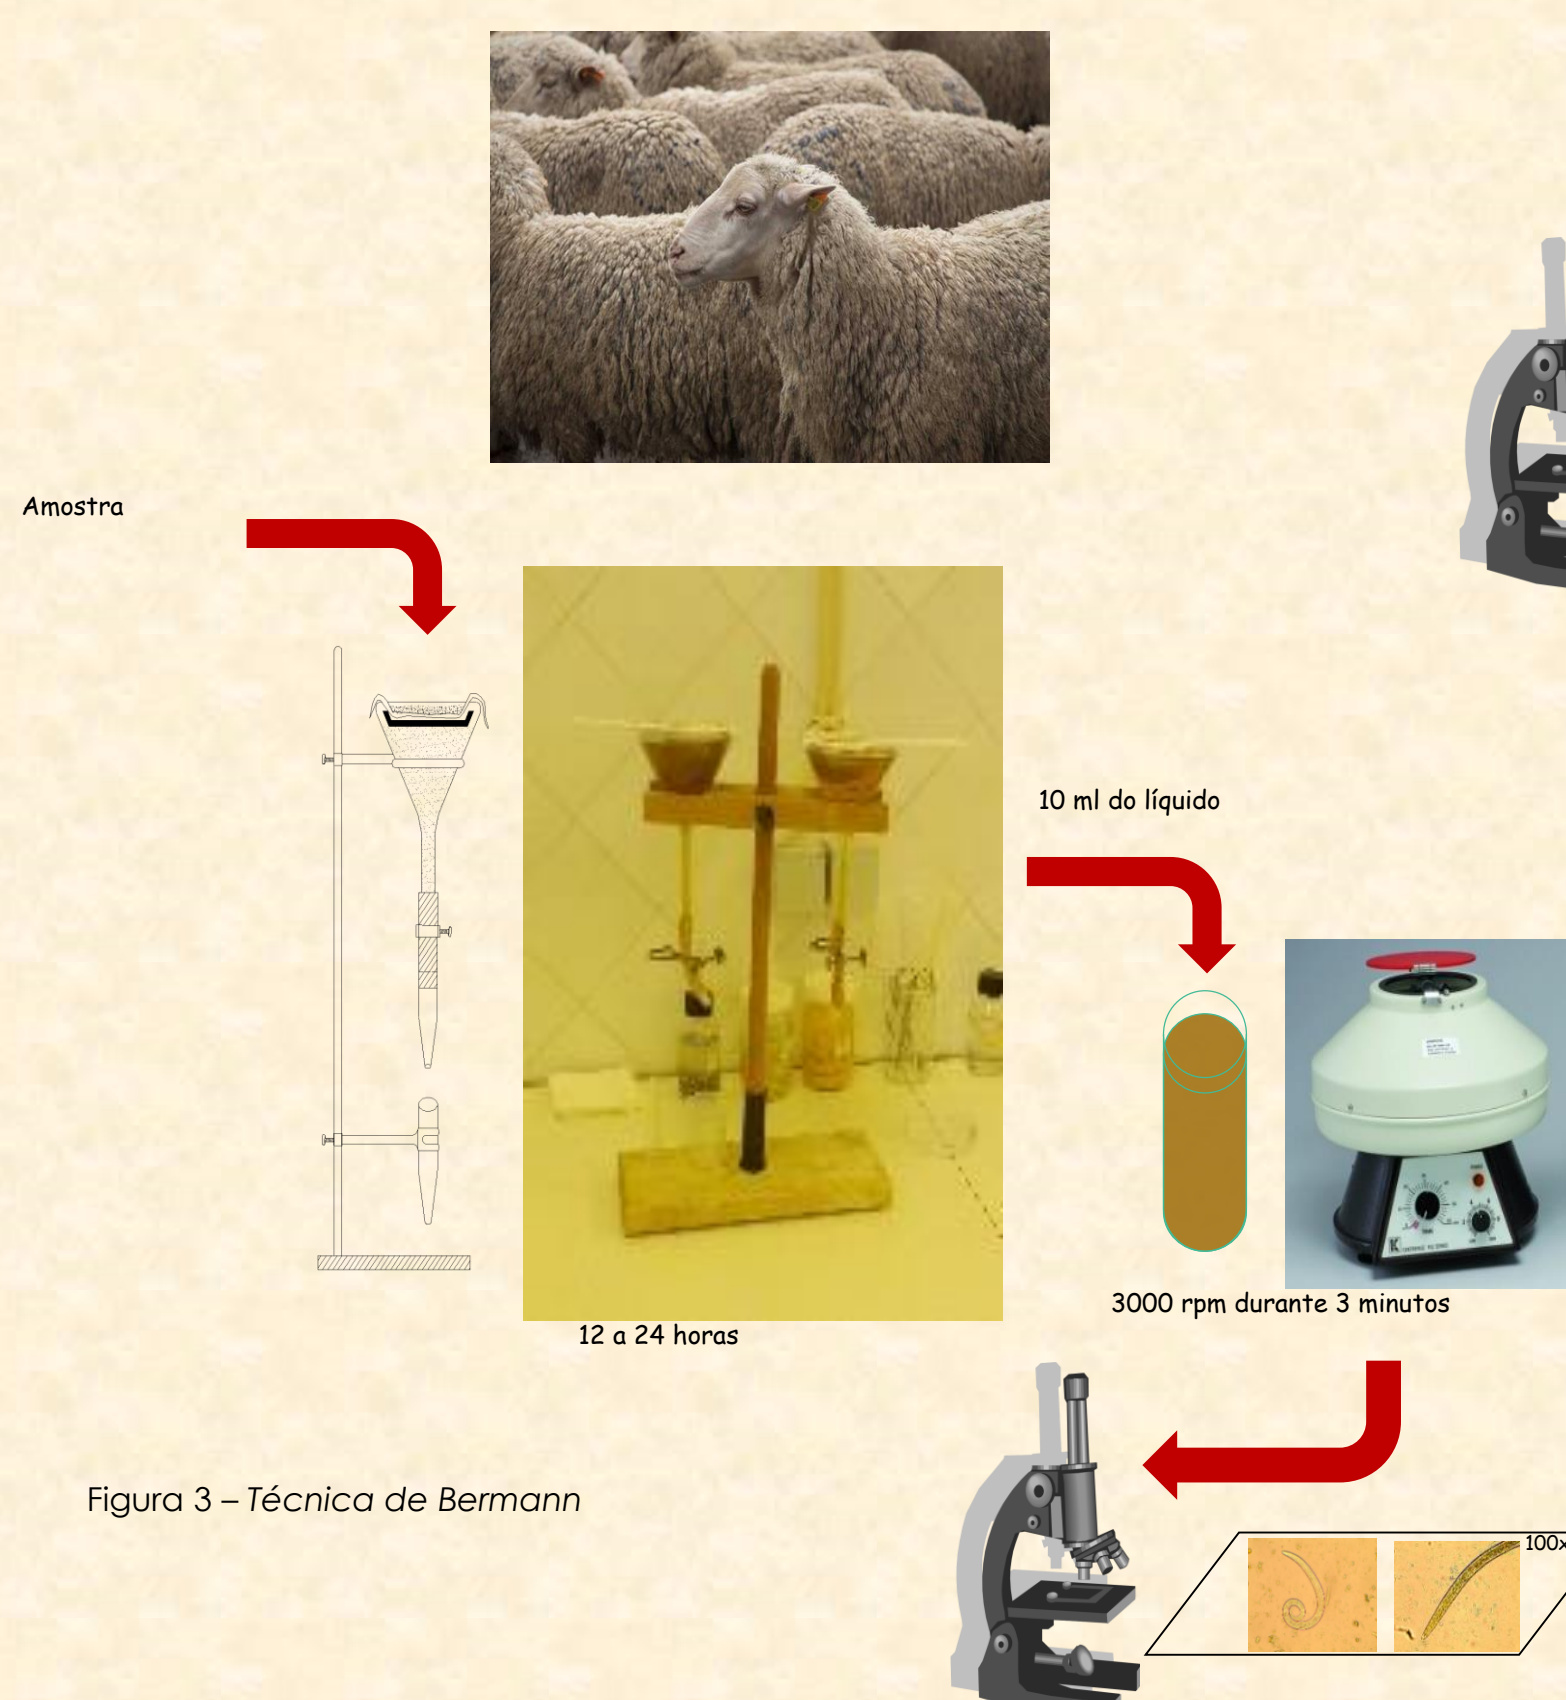 Amostra
10 ml do líquido
3000 rpm durante 3 minutos
12 a 24 horas
Figura 3 – Técnica de Bermann
100x